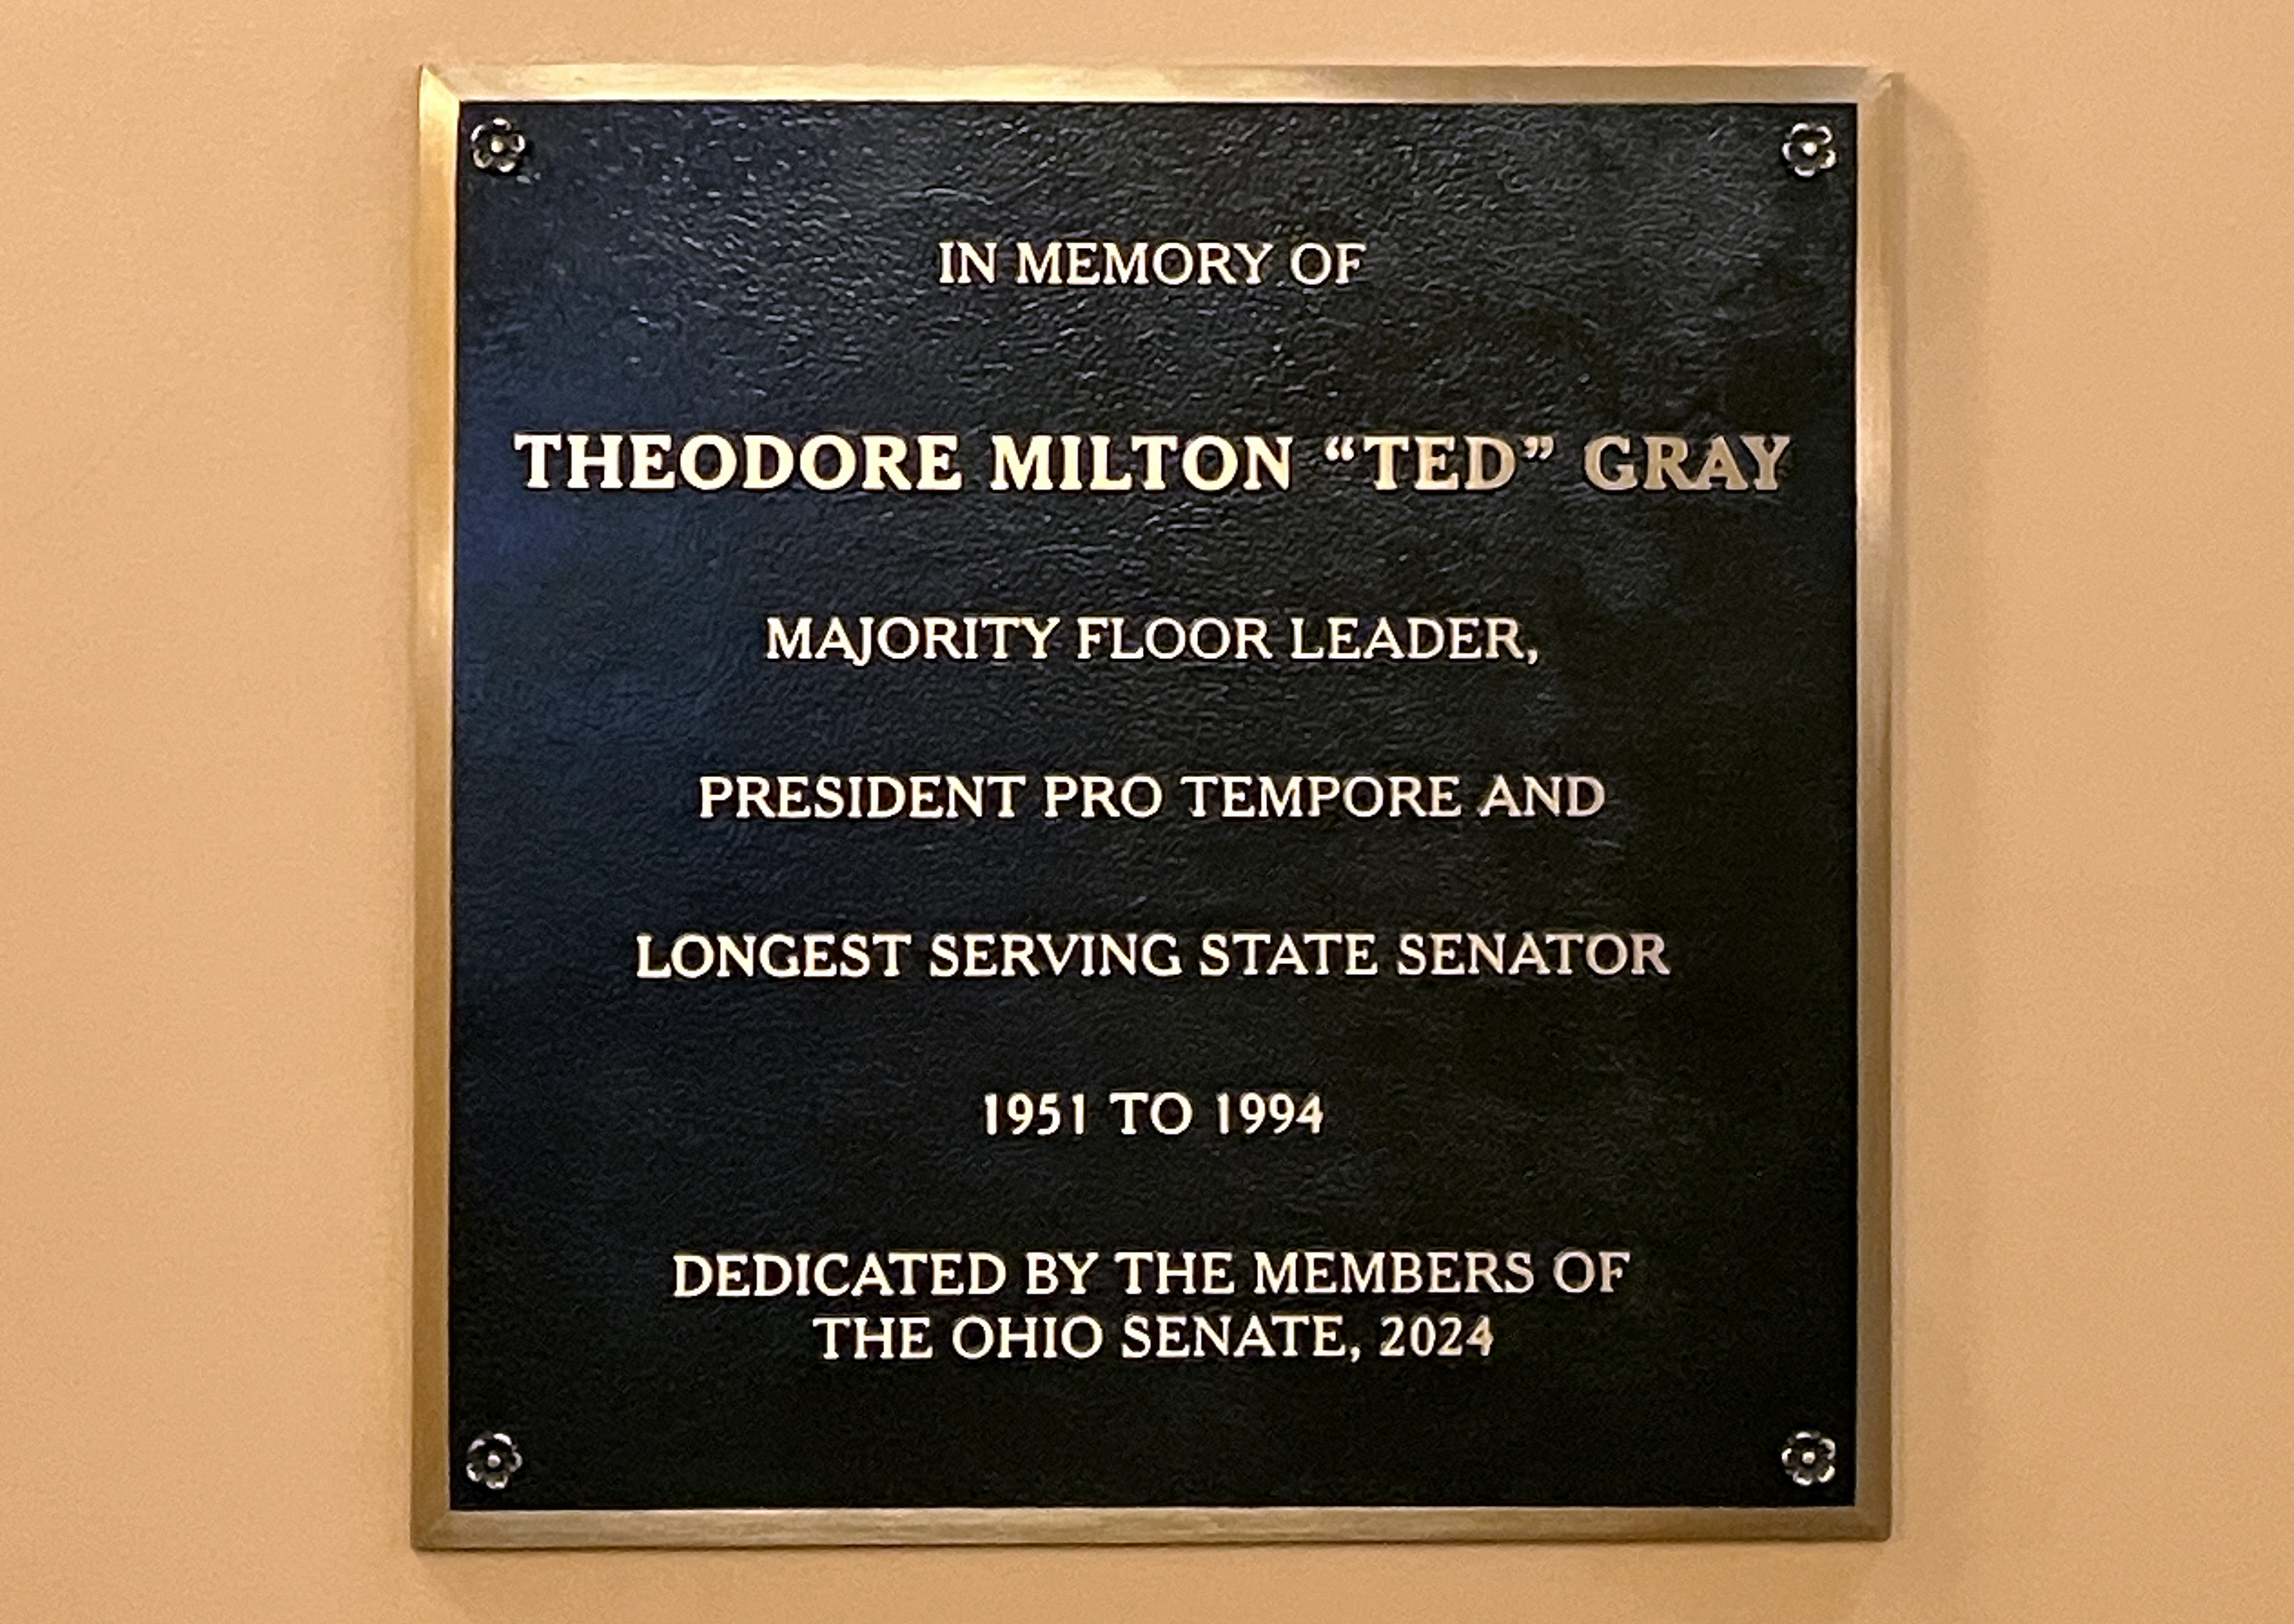 IN MEMORY OF
THEODORE MILTON “TED” GRAY
MAJORITY FLOOR LEADER,
PRESIDENT PRO TEMPORE AND
LONGEST SERVING STATE SENATOR
1951 TO 1994
DEDICATED BY THE MEMBERS OF
THE OHIO SENATE, 2024